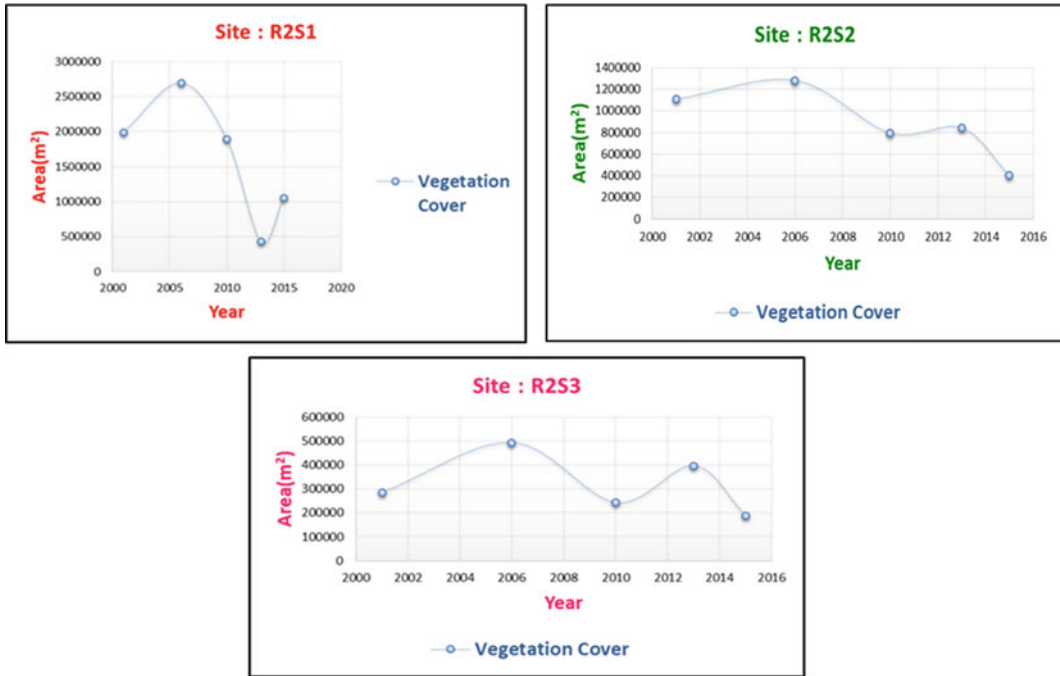 Site : R2S1
3000000
2500000
2000000
1500000
1000000
500000
0
Area(m²)
2000 2005 2010 2015 2020
Year
Vegetation
Cover
Site : R2S2
1400000
1200000
1000000
800000
600000
400000
200000
0
Area(m²)
2000 2002 2004 2006 2008 2010 2012 2014 2016
Year
Vegetation Cover
Site : R2S3
600000
500000
400000
300000
200000
100000
0
Area(m²)
2000 2002 2004 2006 2008 2010 2012 2014 2016
Year
Vegetation Cover